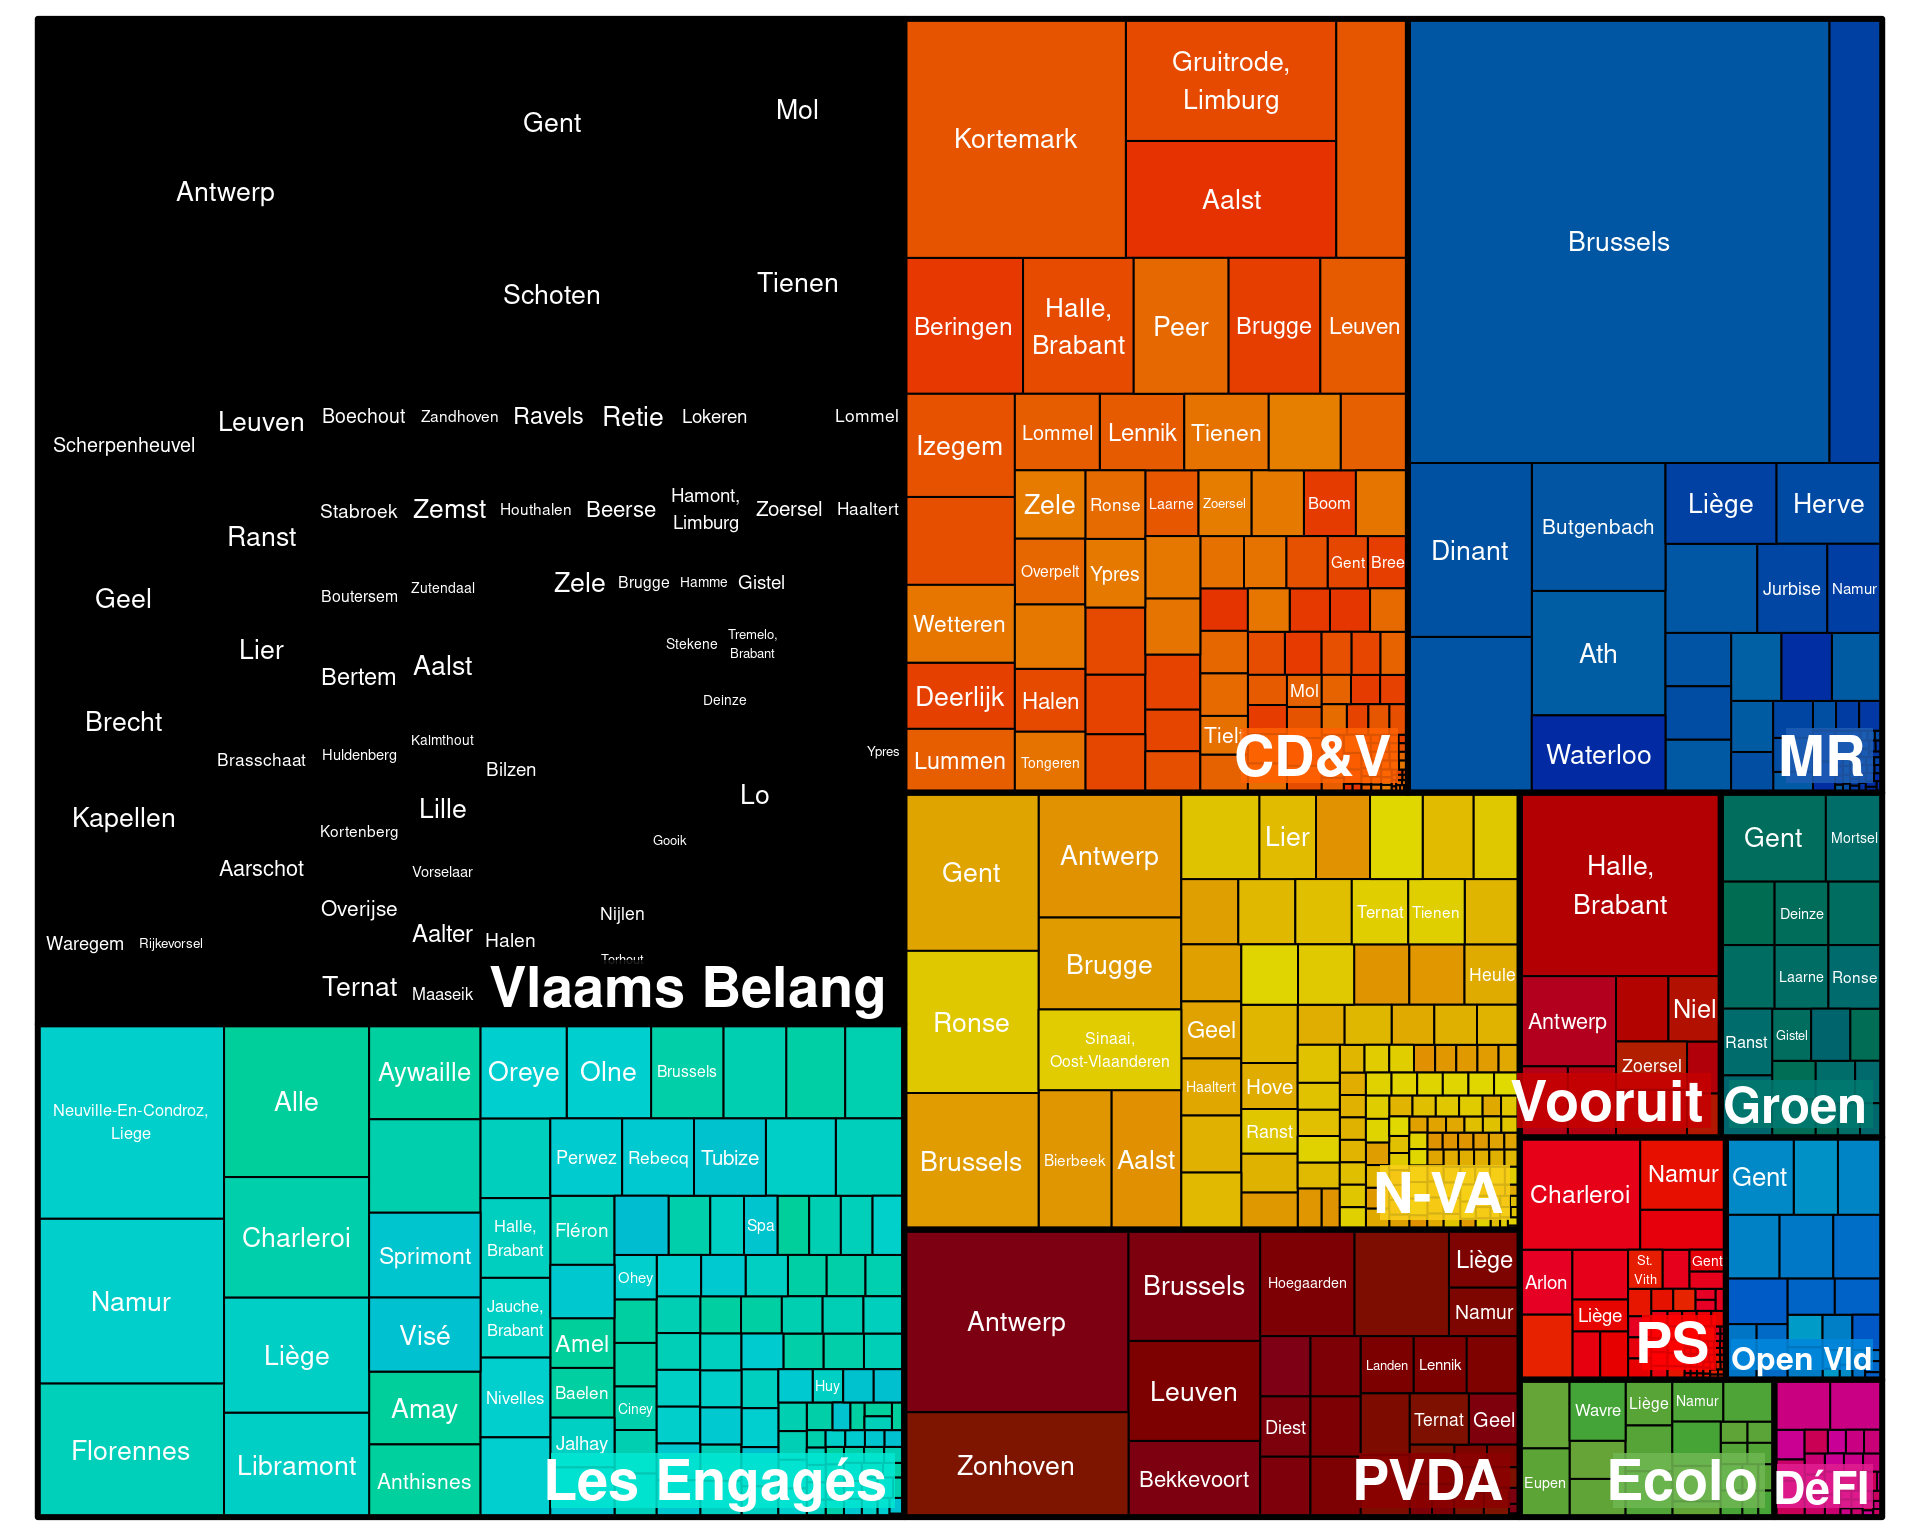 Antwerp
Gent
Mol
Schoten
Tienen
Scherpenheuvel
Leuven
Boechout
Zandhoven
Ravels
Retie
Lokeren
Lommel
Ranst
Stabroek
Zemst
Houthalen
Beerse
Hamont,
Limburg
Zoersel
Haaltert
Geel
Lier
Boutersem
Zutendaal
Zele
Brugge
Hamme
Gistel
Bertem
Aalst
Stekene
Tremelo,
Brabant
Deinze
Brecht
Brasschaat
Huldenberg
Kalmthout
Bilzen
Ypres
Kapellen
Kortenberg
Lille
Lo
Gooik
Aarschot
Vorselaar
Overijse
Aalter
Nijlen
Waregem
Rijkevorsel
Halen
Torhout
Ternat
Maaseik
Vlaams Belang
Kortemark
Gruitrode,
Limburg
Aalst
Beringen
Halle,
Brabant
Peer
Brugge
Leuven
Izegem
Lommel
Lennik
Tienen
Zele
Ronse
Laarne
Zoersel
Boom
Overpelt
Ypres
Gent
Bree
Wetteren
Deerlijk
Halen
Mol
Tielt
Lummen
Tongeren
CD&V
Brussels
Dinant
Butgenbach
Liège
Herve
Ath
Jurbise
Namur
Waterloo
MR
Neuville-En-Condroz,
Liege
Alle
Aywaille
Oreye
Olne
Brussels
Namur
Charleroi
Sprimont
Perwez
Rebecq
Tubize
Halle,
Brabant
Fléron
Spa
Ohey
Liège
Visé
Jauche,
Brabant
Amel
Florennes
Libramont
Amay
Nivelles
Baelen
Ciney
Huy
Jalhay
Anthisnes
Les Engagés
Gent
Antwerp
Lier
Ternat
Tienen
Brugge
Heule
Ronse
Sinaai,
Oost-Vlaanderen
Geel
Haaltert
Hove
Ranst
Brussels
Bierbeek
Aalst
N-VA
Halle,
Brabant
Antwerp
Niel
Zoersel
Vooruit
Gent
Mortsel
Deinze
Laarne
Ronse
Ranst
Gistel
Groen
Antwerp
Brussels
Hoegaarden
Liège
Namur
Leuven
Landen
Lennik
Diest
Ternat
Geel
Zonhoven
Bekkevoort
PVDA
Charleroi
Namur
Arlon
St.
Vith
Gent
Liège
PS
Gent
Open Vld
Wavre
Liège
Namur
Eupen
Ecolo
DéFI